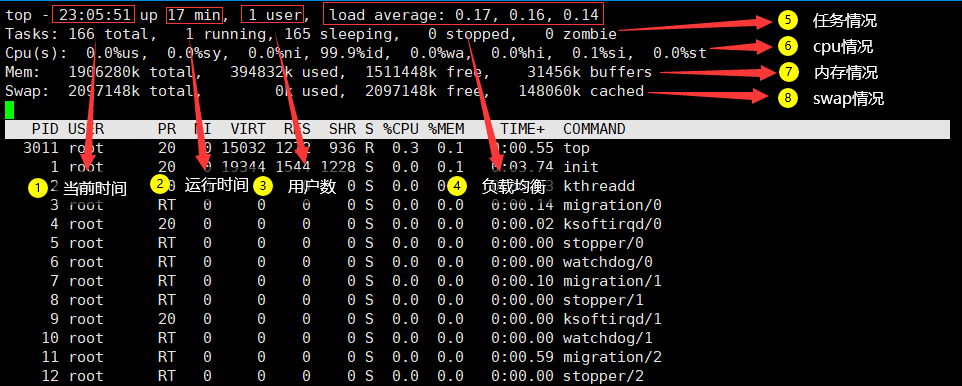 top - 23:05:51 up 17 min, 1 user, load average: 0.17, 0.16, 0.14
Tasks: 166 total, 1 running, 165 sleeping, 0 stopped, 0 zombie
Cpu(s): 0.0%us, 0.0%sy, 0.0%ni, 99.9%id, 0.0%wa, 0.0%hi, 0.1%si, 0.0%st
Mem: 1906280k total, 394832k used, 1511448k free, 31456k buffers
Swap: 2097148k total, 0k used, 2097148k free, 148060k cached
5 任务情况
6 cpu情况
7 内存情况
8 swap情况
PID USER PR NI VIRT RES SHR S %CPU %MEM TIME+ COMMAND
3011 root 20 0 15032 1272 936 R 0.3 0.1 0:00.55 top
1 root 20 0 19344 1544 1228 S 0.0 0.1 0:03.74 init
1 当前时间 2 运行时间 3 用户数 4 负载均衡
kthreadd
3 root RT 0 0 0 0 S 0.0 0.0 0:00.14 migration/0
4 root 20 0 0 0 0 S 0.0 0.0 0:00.02 ksoftirqd/0
5 root RT 0 0 0 0 S 0.0 0.0 0:00.00 stopper/0
6 root RT 0 0 0 0 S 0.0 0.0 0:00.00 watchdog/0
7 root RT 0 0 0 0 S 0.0 0.0 0:00.10 migration/1
8 root RT 0 0 0 0 S 0.0 0.0 0:00.00 stopper/1
9 root 20 0 0 0 0 S 0.0 0.0 0:00.00 ksoftirqd/1
10 root RT 0 0 0 0 S 0.0 0.0 0:00.00 watchdog/1
11 root RT 0 0 0 0 S 0.0 0.0 0:00.59 migration/2
12 root RT 0 0 0 0 S 0.0 0.0 0:00.00 stopper/2